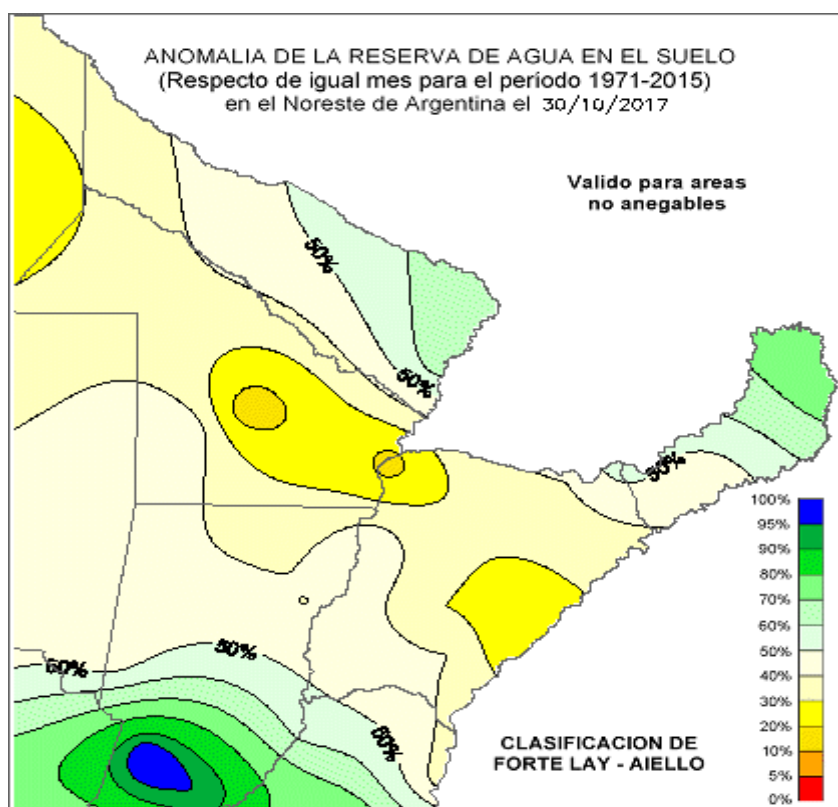 ANOMALIA DE LA RESERVA DE AGUA EN EL SUELO
(Respecto de igual mes para el periodo 1971-2015)
en el Noreste de Argentina el 30/10/2017
Valido para areas
no anegables
50%
50%
50%
50%
50%
50%
100%
95%
90%
80%
70%
60%
50%
40%
30%
20%
10%
5%
0%
CLASIFICACION DE
FORTE LAY - AIELLO